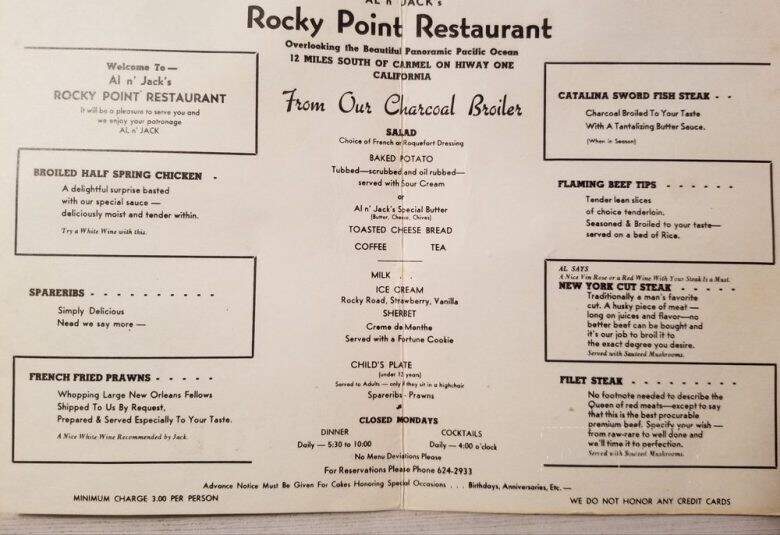 AL n' JACK's
Rocky Point Restaurant
Overlooking the Beautiful Panoramic Pacific Ocean
12 MILES SOUTH OF CARMEL ON HIWAY ONE
CALIFORNIA
Welcome To —
Al n' Jack's
ROCKY POINT RESTAURANT
It will be a pleasure to serve you and
we enjoy your patronage
AL n' JACK
BROILED HALF SPRING CHICKEN -
A delightful surprise basted
with our special sauce —
deliciously moist and tender within.
Try a White Wine with this.
SPARERIBS - - - - - - - - - -
Simply Delicious
Need we say more —
FRENCH FRIED PRAWNS - - - - -
Whopping Large New Orleans Fellows
Shipped To Us By Request,
Prepared & Served Especially To Your Taste.
A Nice White Wine Recommended by Jack.
From Our Charcoal Broiler
SALAD
Choice of French or Roquefort Dressing
BAKED POTATO
Tubbed—scrubbed and oil rubbed—
served with Sour Cream
or
Al n' Jack's Special Butter
(Butter, Cheese, Chives)
TOASTED CHEESE BREAD
COFFEE TEA
MILK
ICE CREAM
Rocky Road, Strawberry, Vanilla
SHERBET
Creme de Menthe
Served with a Fortune Cookie
CHILD'S PLATE
(under 12 years)
Served to Adults — only if they sit in a highchair
Spareribs - Prawns
CLOSED MONDAYS
DINNER COCKTAILS
Daily — 5:30 to 10:00 Daily — 4:00 o'clock
No Menu Deviations Please
For Reservations Please Phone 624-2933
CATALINA SWORD FISH STEAK - -
Charcoal Broiled To Your Taste
With A Tantalizing Butter Sauce.
(When in Season)
FLAMING BEEF TIPS - - - - - -
Tender lean slices
of choice tenderloin.
Seasoned & Broiled to your taste—
served on a bed of Rice.
AL SAYS
A Nice Vin Rose or a Red Wine With Your Steak Is a Must.
NEW YORK CUT STEAK - - - - - -
Traditionally a man's favorite
cut. A husky piece of meat —
long on juices and flavor—no
better beef can be bought and
it's our job to broil it to
the exact degree you desire.
Served with Sauteed Mushrooms.
FILET STEAK - - - - - - - - -
No footnote needed to describe the
Queen of red meats—except to say
that this is the best procurable
premium beef. Specify your wish —
from raw-rare to well done and
we'll time it to perfection.
Served with Sauteed Mushrooms.
Advance Notice Must Be Given For Cakes Honoring Special Occasions . . . Birthdays, Anniversaries, Etc.—
MINIMUM CHARGE 3.00 PER PERSON
WE DO NOT HONOR ANY CREDIT CARDS